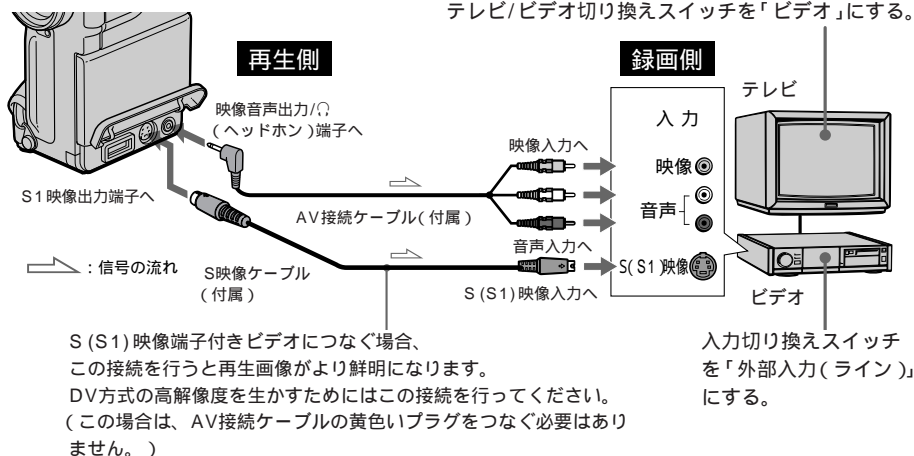 テレビ/ビデオ切り換えスイッチを「ビデオ」にする。
再生側
録画側
テレビ
映像音声出力/
(ヘッドホン)端子へ
入力
映像入力へ
映像
S1映像出力端子へ
音声
AV接続ケーブル(付属)
音声入力へ
:信号の流れ
S映像ケーブル
(付属)
S(S1)映像
S(S1)映像入力へ
ビデオ
S(S1)映像端子付きビデオにつなぐ場合、
この接続を行うと再生画像がより鮮明になります。
DV方式の高解像度を生かすためにはこの接続を行ってください。
(この場合は、AV接続ケーブルの黄色いプラグをつなぐ必要はあり
ません。)
入力切り換えスイッチ
を「外部入力(ライン)」
にする。